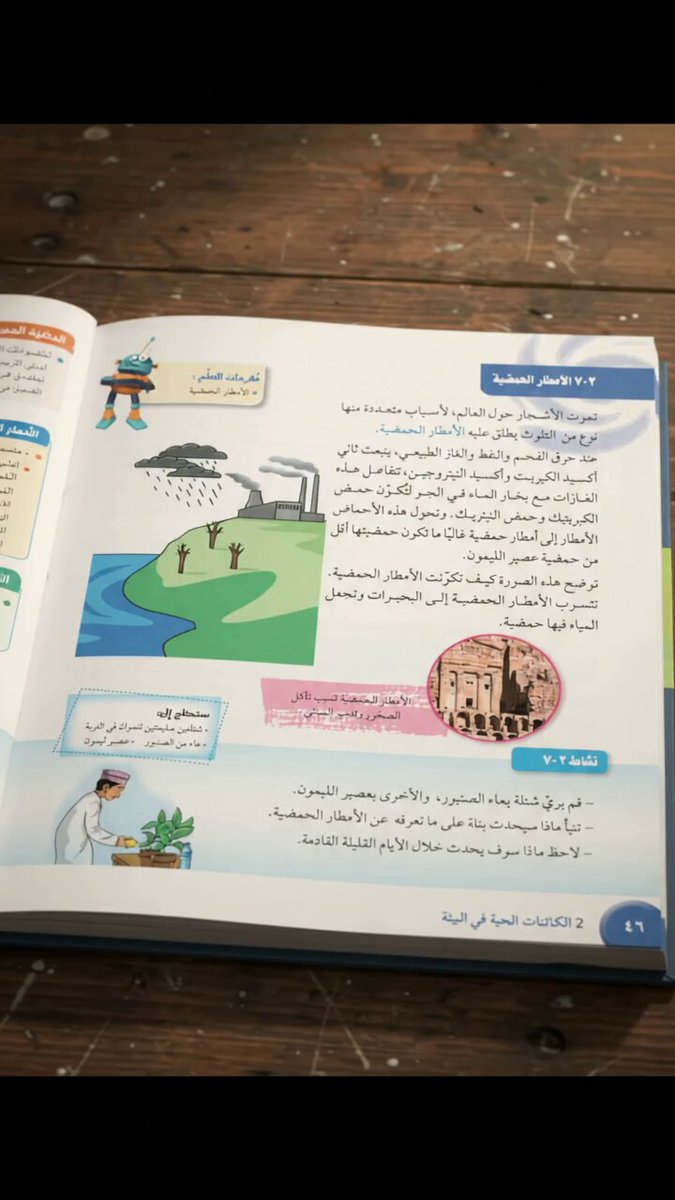 ٧-٢ الأمطار الحمضية
مفردات التعلّم:
الأمطار الحمضية
تموت الأشجار حول العالم، لأسباب متعددة منها
نوع من التلوث يطلق عليه الأمطار الحمضية.
عند حرق الفحم والنفط والغاز الطبيعي، ينبعث ثاني
أكسيد الكبريت وأكسيد النيتروجين، تتفاعل هذه
الغازات مع بخار الماء في الجو لتُكوّن حمض
الكبريتيك وحمض النيتريك. وتحول هذه الأحماض
الأمطار إلى أمطار حمضية غالبًا ما تكون حمضيتها أقل
من حمضية عصير الليمون.
توضح هذه الصورة كيف تكوّنت الأمطار الحمضية.
تتسرب الأمطار الحمضية إلى البحيرات وتجعل
المياه فيها حمضية.
الأمطار الحمضية تسبب تآكل
الصخور
ستحتاج إلى:
• شتلتين سليمتين تنموان في التربة
• ماء من الصنبور • عصير ليمون
نشاط ٢-٧
– قم بريّ شتلة بماء الصنبور، والأخرى بعصير الليمون.
– تنبأ ماذا سيحدث بناءً على ما تعرفه عن الأمطار الحمضية.
– لاحظ ماذا سوف يحدث خلال الأيام القليلة القادمة.
2 الكائنات الحية في البيئة
٤٦